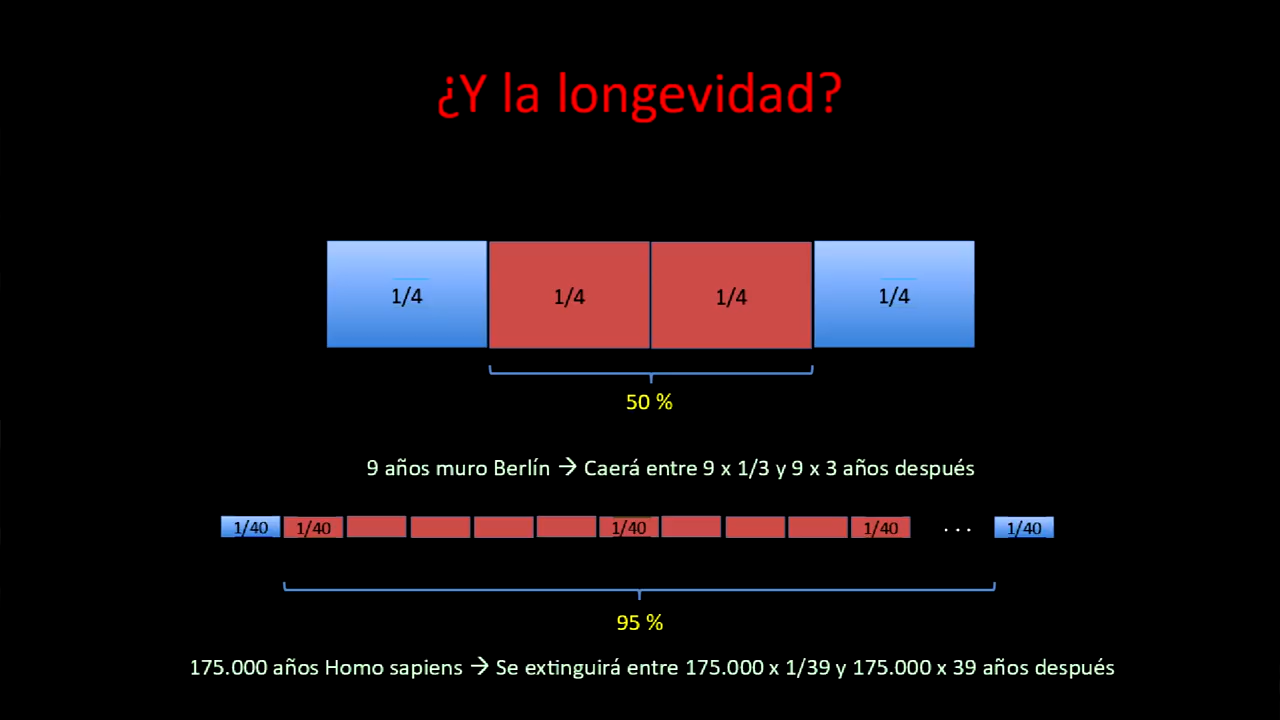 ¿Y la longevidad?
1/4 1/4 1/4 1/4
50 %
9 años muro Berlín → Caerá entre 9 x 1/3 y 9 x 3 años después
1/40 1/40 1/40 1/40 ... 1/40
95 %
175.000 años Homo sapiens → Se extinguirá entre 175.000 x 1/39 y 175.000 x 39 años después